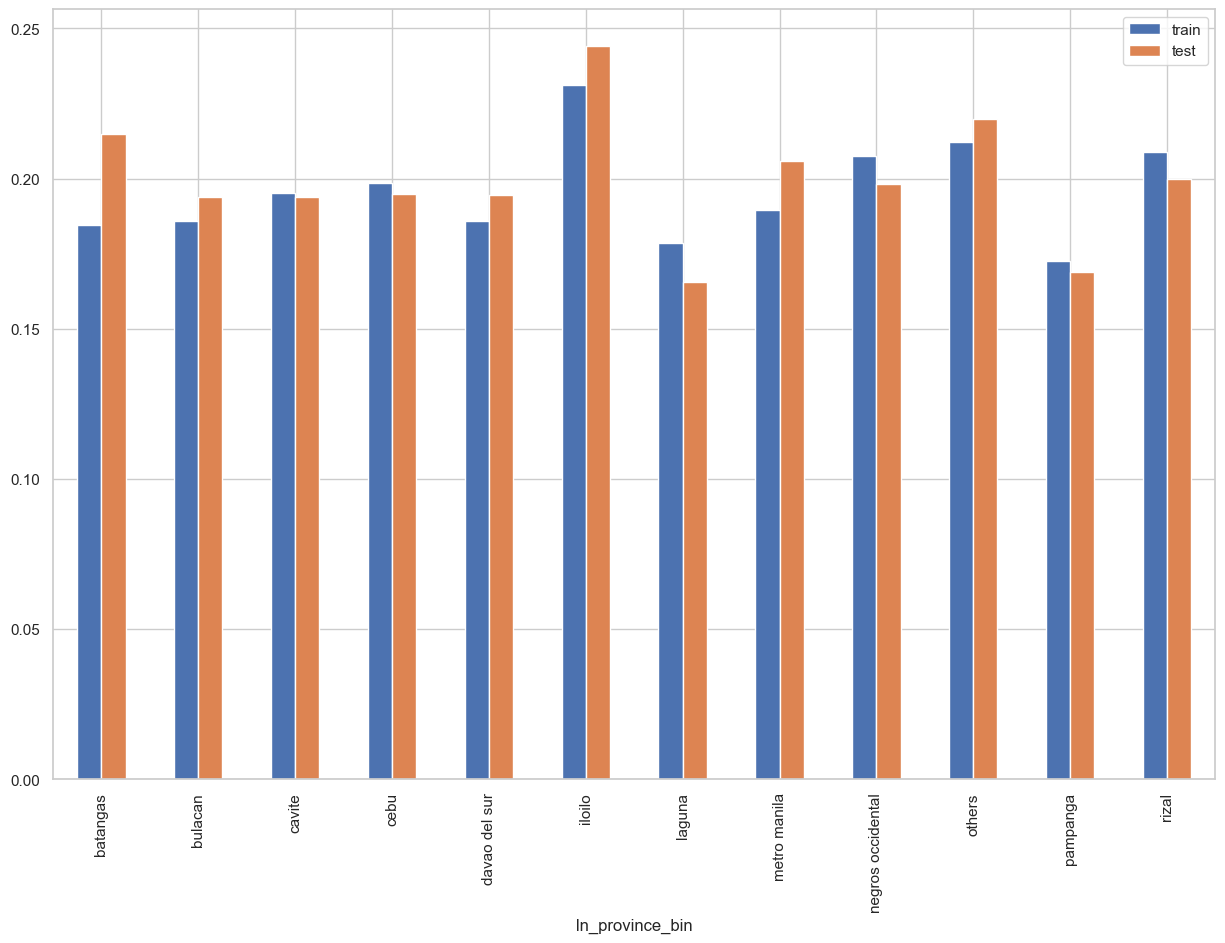 0.25
0.20
0.15
0.10
0.05
0.00
train
test
batangas
bulacan
cavite
cebu
davao del sur
iloilo
laguna
metro manila
negros occidental
others
pampanga
rizal
ln_province_bin